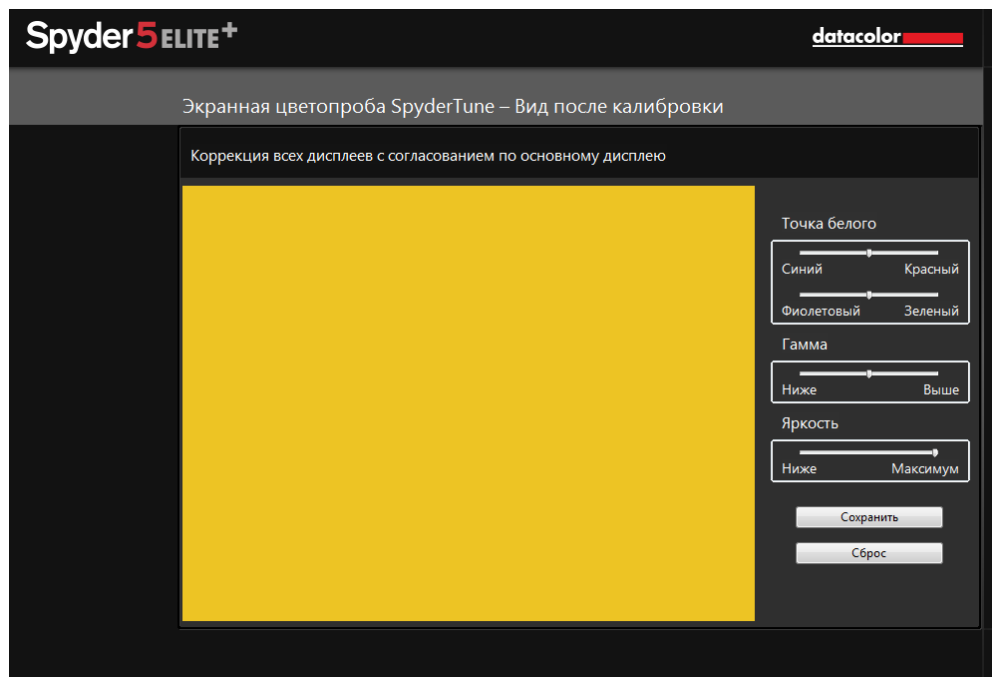 Spyder5ELITE+
datacolor
Экранная цветопроба SpyderTune – Вид после калибровки
Коррекция всех дисплеев с согласованием по основному дисплею
Точка белого
Синий Красный
Фиолетовый Зеленый
Гамма
Ниже Выше
Яркость
Ниже Максимум
Сохранить
Сброс